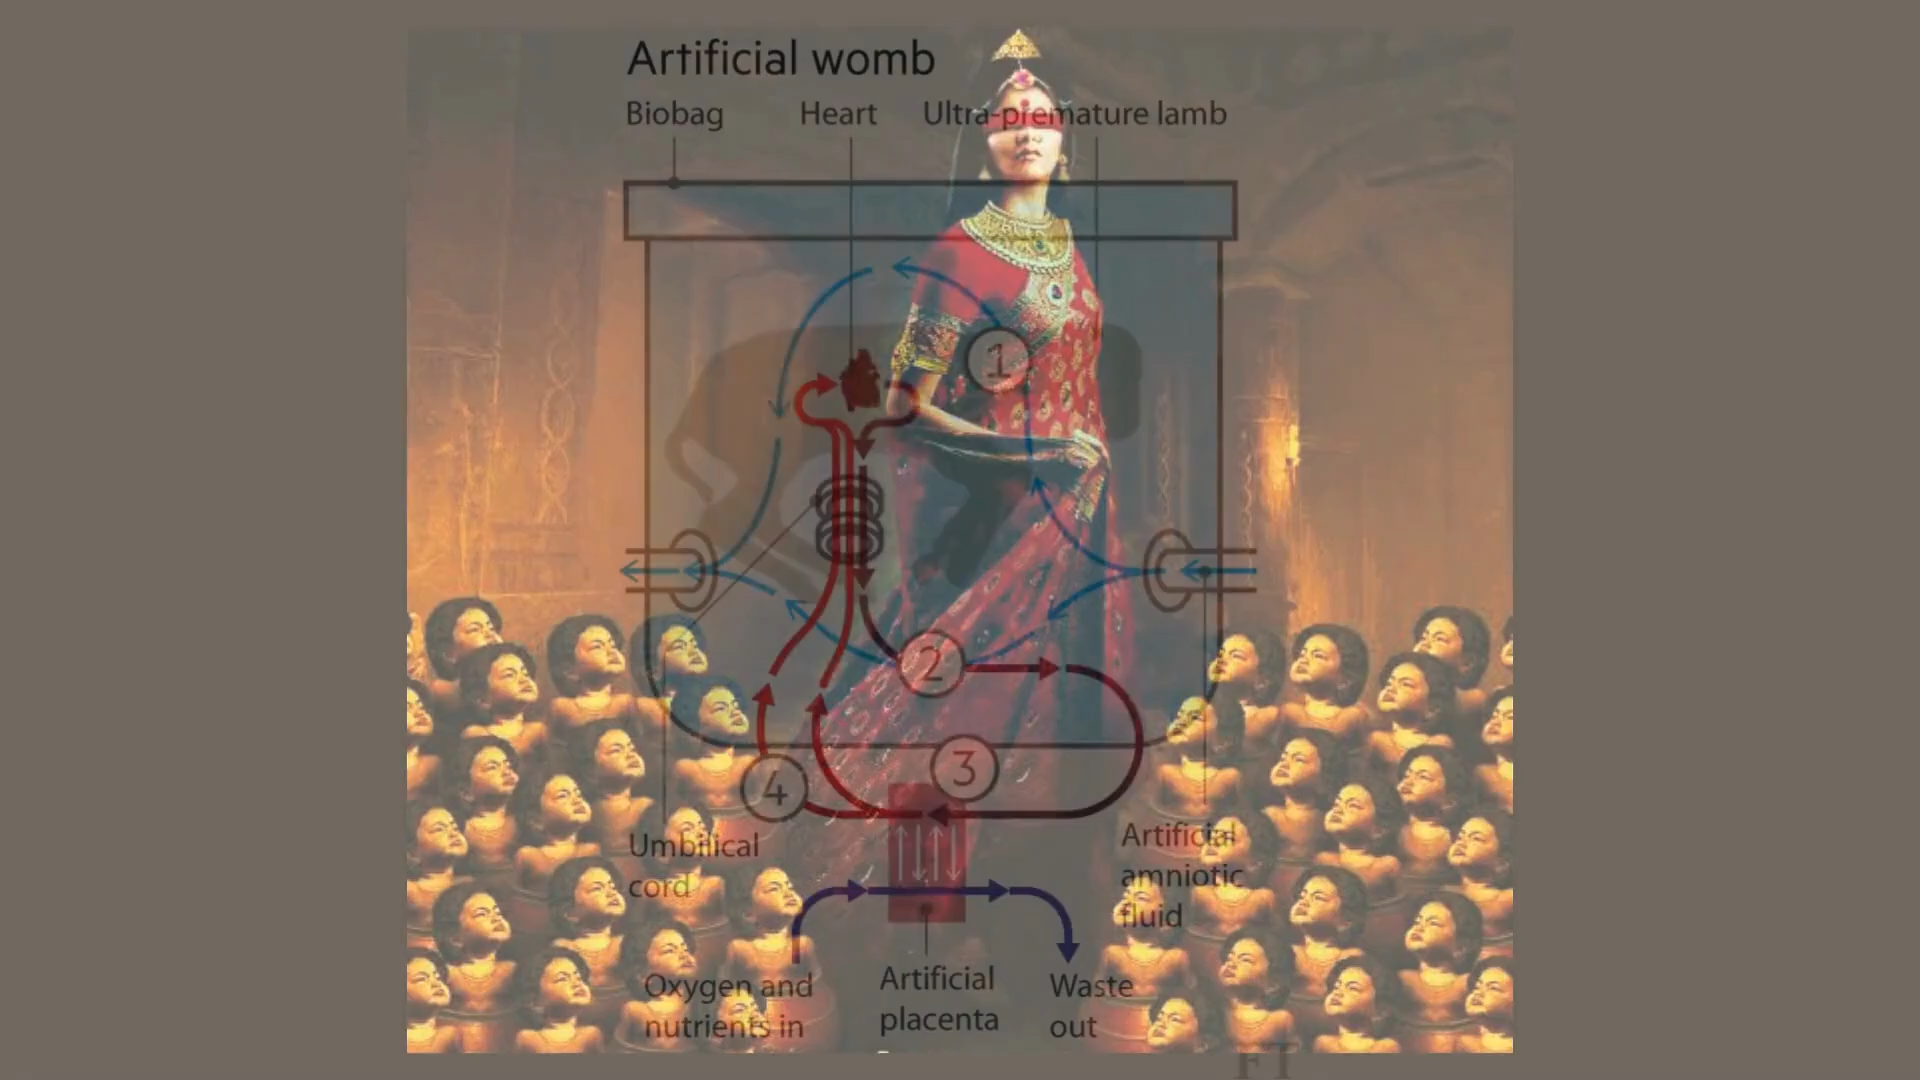 Artificial womb
Biobag
Heart
Ultra-premature lamb
1
2
3
4
Umbilical
cord
Artificial
amniotic
fluid
Oxygen and
nutrients in
Artificial
placenta
Waste
out
FT